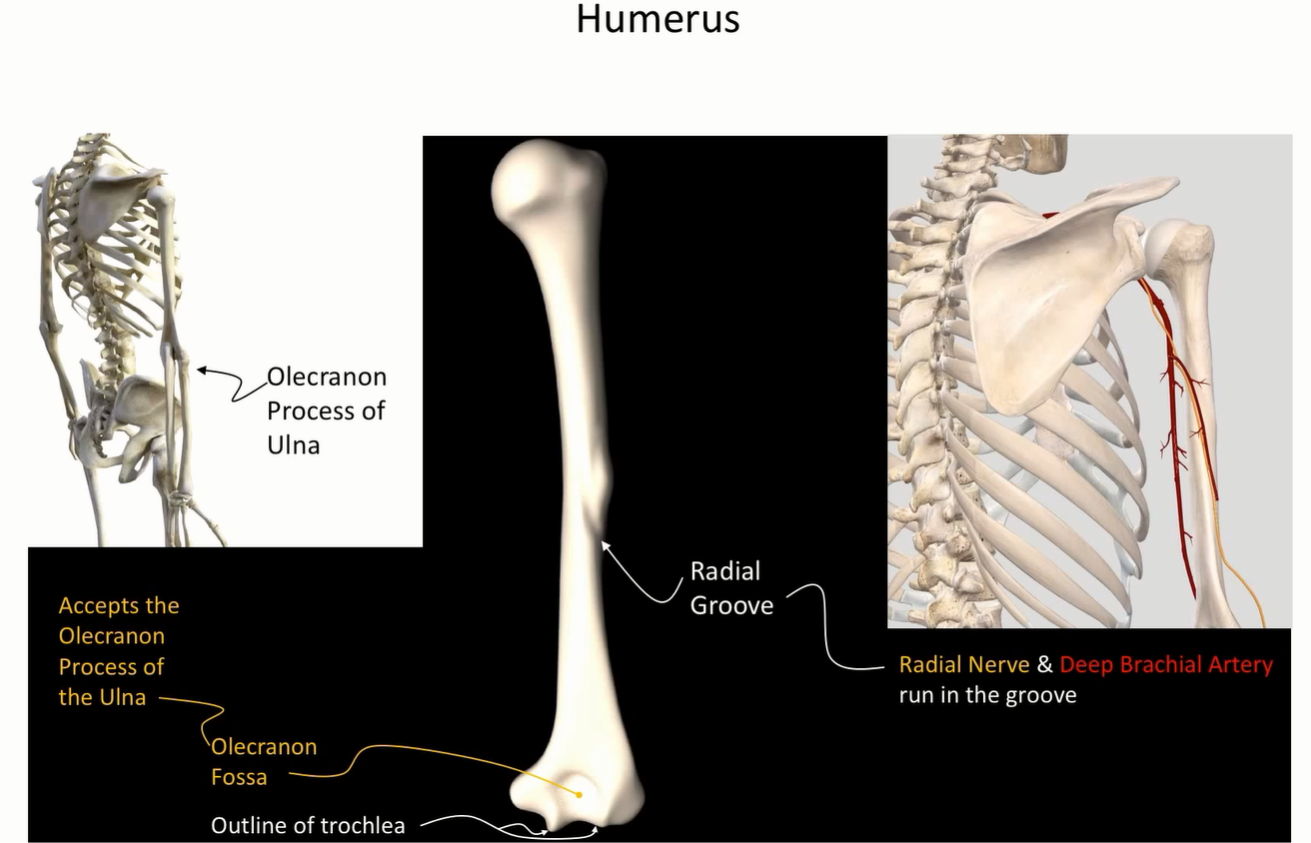 Humerus
Olecranon
Process of
Ulna
Radial
Groove
Accepts the
Olecranon
Process of
the Ulna
Radial Nerve & Deep Brachial Artery
run in the groove
Olecranon
Fossa
Outline of trochlea